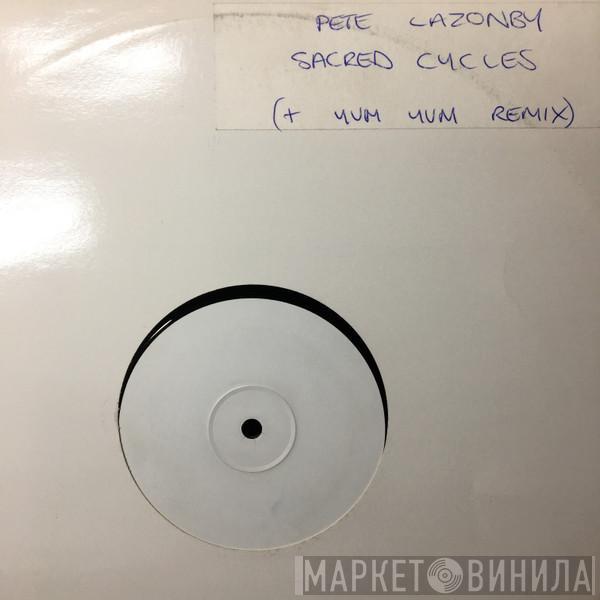 PETE LAZONBY
SACRED CYCLES
(+ YUM YUM REMIX)
МАРКЕТ ВИНИЛА